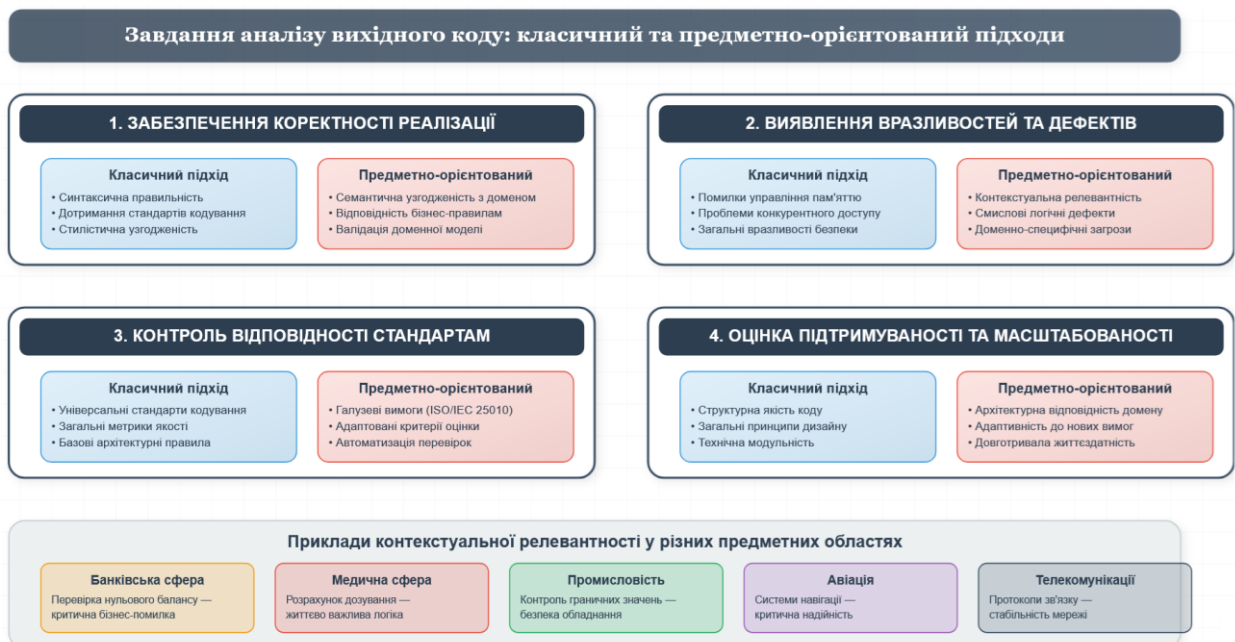 Завдання аналізу вихідного коду: класичний та предметно-орієнтований підходи
1. ЗАБЕЗПЕЧЕННЯ КОРЕКТНОСТІ РЕАЛІЗАЦІЇ
Класичний підхід
• Синтаксична правильність
• Дотримання стандартів кодування
• Стилістична узгодженість
Предметно-орієнтований
• Семантична узгодженість з доменом
• Відповідність бізнес-правилам
• Валідація доменної моделі
2. ВИЯВЛЕННЯ ВРАЗЛИВОСТЕЙ ТА ДЕФЕКТІВ
Класичний підхід
• Помилки управління пам'яттю
• Проблеми конкурентного доступу
• Загальні вразливості безпеки
Предметно-орієнтований
• Контекстуальна релевантність
• Смислові логічні дефекти
• Доменно-специфічні загрози
3. КОНТРОЛЬ ВІДПОВІДНОСТІ СТАНДАРТАМ
Класичний підхід
• Універсальні стандарти кодування
• Загальні метрики якості
• Базові архітектурні правила
Предметно-орієнтований
• Галузеві вимоги (ISO/IEC 25010)
• Адаптовані критерії оцінки
• Автоматизація перевірок
4. ОЦІНКА ПІДТРИМУВАНОСТІ ТА МАСШТАБОВАНОСТІ
Класичний підхід
• Структурна якість коду
• Загальні принципи дизайну
• Технічна модульність
Предметно-орієнтований
• Архітектурна відповідність домену
• Адаптивність до нових вимог
• Довготривала життєздатність
Приклади контекстуальної релевантності у різних предметних областях
Банківська сфера
Перевірка нульового балансу —
критична бізнес-помилка
Медична сфера
Розрахунок дозування —
життєво важлива логіка
Промисловість
Контроль граничних значень —
безпека обладнання
Авіація
Системи навігації —
критична надійність
Телекомунікації
Протоколи зв'язку —
стабільність мережі